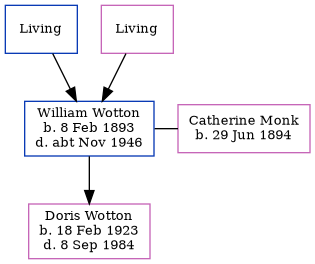 Living
Living
William Wotton
b. 8 Feb 1893
d. abt Nov 1946
Catherine Monk
b. 29 Jun 1894
Doris Wotton
b. 18 Feb 1923
d. 8 Sep 1984